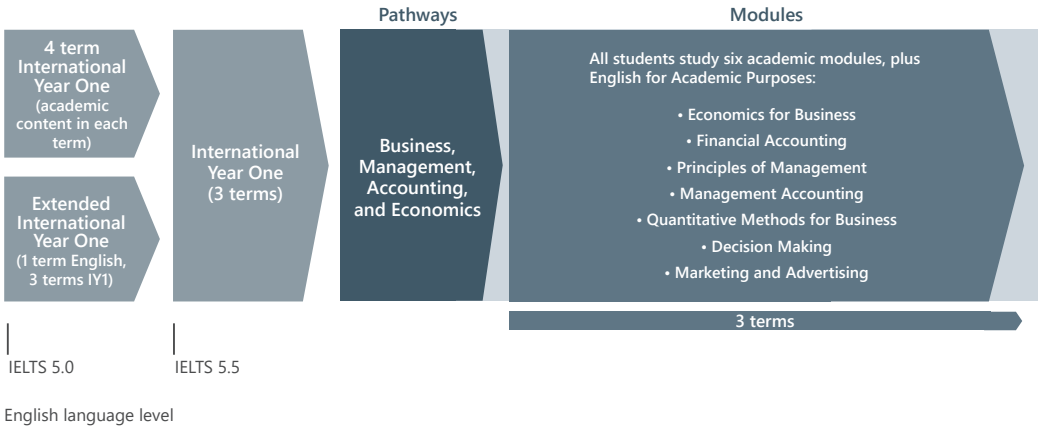 Pathways
Modules
4 term
International
Year One
(academic
content in each
term)
Extended
International
Year One
(1 term English,
3 terms IY1)
International
Year One
(3 terms)
Business,
Management,
Accounting,
and Economics
All students study six academic modules, plus
English for Academic Purposes:
• Economics for Business
• Financial Accounting
• Principles of Management
• Management Accounting
• Quantitative Methods for Business
• Decision Making
• Marketing and Advertising
3 terms
IELTS 5.0
IELTS 5.5
English language level